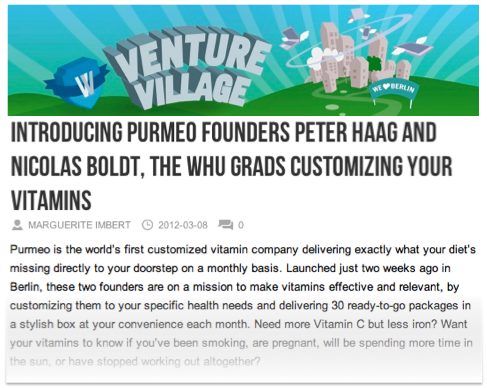 VENTURE
VILLAGE
W
WE ♥ BERLIN
INTRODUCING PURMEO FOUNDERS PETER HAAG AND
NICOLAS BOLDT, THE WHU GRADS CUSTOMIZING YOUR
VITAMINS
MARGUERITE IMBERT 2012-03-08 0
Purmeo is the world's first customized vitamin company delivering exactly what your diet's
missing directly to your doorstep on a monthly basis. Launched just two weeks ago in
Berlin, these two founders are on a mission to make vitamins effective and relevant, by
customizing them to your specific health needs and delivering 30 ready-to-go packages in
a stylish box at your convenience each month. Need more Vitamin C but less iron? Want
your vitamins to know if you've been smoking, are pregnant, will be spending more time in
the sun, or have stopped working out altogether?